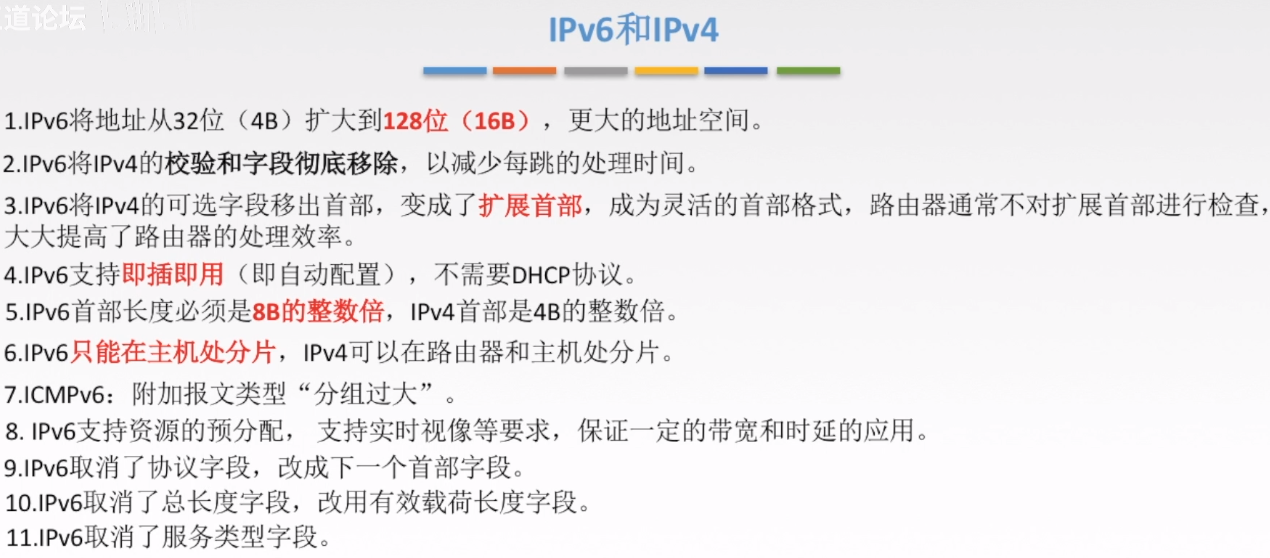 道论坛
IPv6和IPv4
1.IPv6将地址从32位（4B）扩大到128位（16B），更大的地址空间。
2.IPv6将IPv4的校验和字段彻底移除，以减少每跳的处理时间。
3.IPv6将IPv4的可选字段移出首部，变成了扩展首部，成为灵活的首部格式，路由器通常不对扩展首部进行检查，
大大提高了路由器的处理效率。
4.IPv6支持即插即用（即自动配置），不需要DHCP协议。
5.IPv6首部长度必须是8B的整数倍，IPv4首部是4B的整数倍。
6.IPv6只能在主机处分片，IPv4可以在路由器和主机处分片。
7.ICMPv6：附加报文类型“分组过大”。
8. IPv6支持资源的预分配， 支持实时视像等要求，保证一定的带宽和时延的应用。
9.IPv6取消了协议字段，改成下一个首部字段。
10.IPv6取消了总长度字段，改用有效载荷长度字段。
11.IPv6取消了服务类型字段。